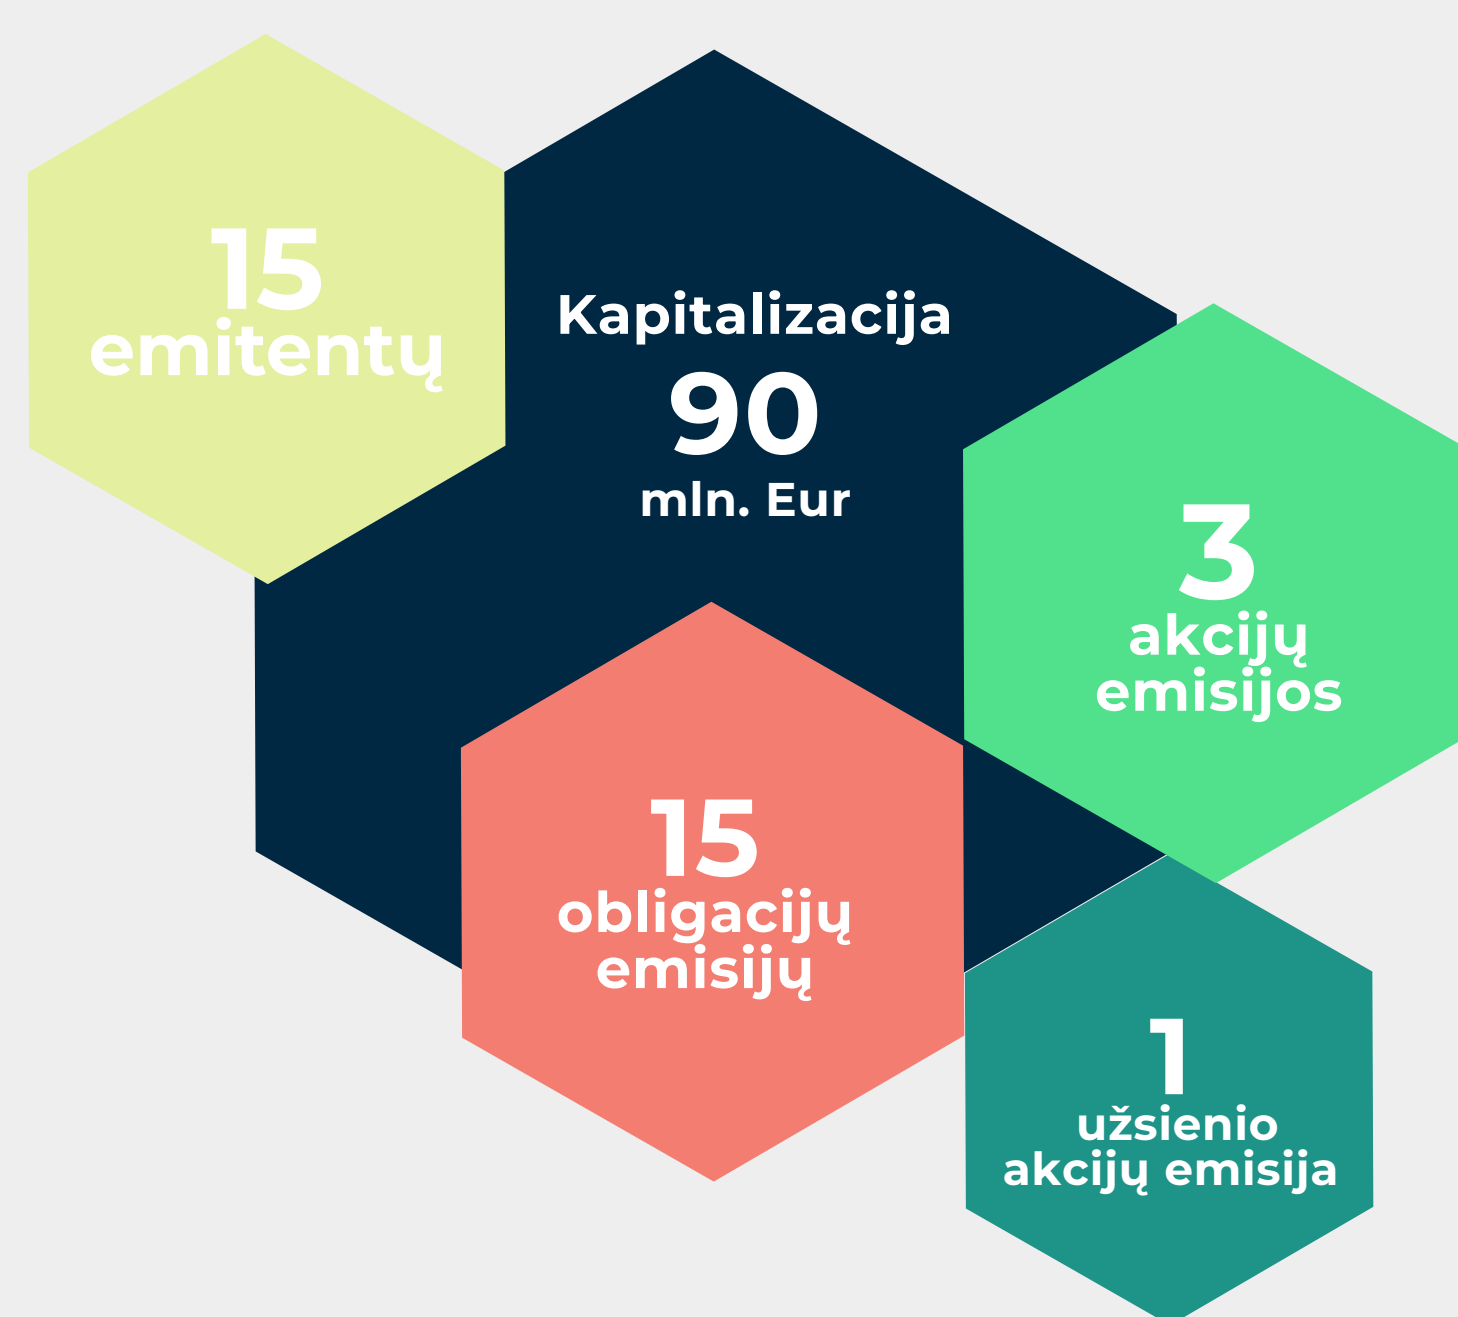 15
emitentų
Kapitalizacija
90
mln. Eur
3
akcijų
emisijos
15
obligacijų
emisijų
1
užsienio
akcijų emisija